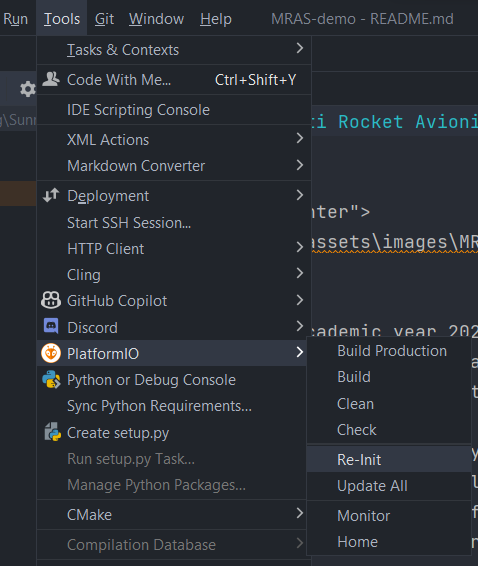 Run Tools Git Window Help MRAS-demo - README.md
Tasks & Contexts
Code With Me... Ctrl+Shift+Y
IDE Scripting Console
XML Actions
Markdown Converter
Deployment
Start SSH Session...
HTTP Client
Cling
GitHub Copilot
Discord
PlatformIO
Python or Debug Console
Sync Python Requirements...
Create setup.py
Run setup.py Task...
Manage Python Packages...
CMake
Compilation Database
Build Production
Build
Clean
Check
Re-Init
Update All
Monitor
Home
g\Sunr
ti Rocket Avioni
nter">
assets\images\MR
cademic year 202